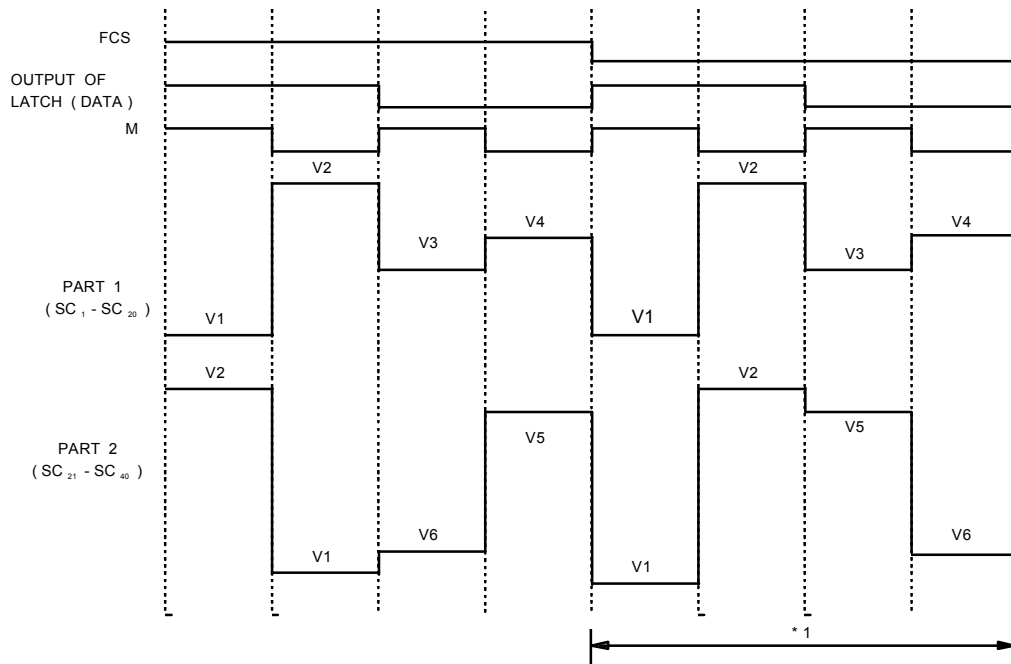 FCS
OUTPUT OF
LATCH ( DATA )
M
V2
V2
V4
V4
V3
V3
PART 1
( SC 1 - SC 20 )
V1
V1
V2
V2
V5
V5
PART 2
( SC 21 - SC 40 )
V6
V6
V1
V1
* 1